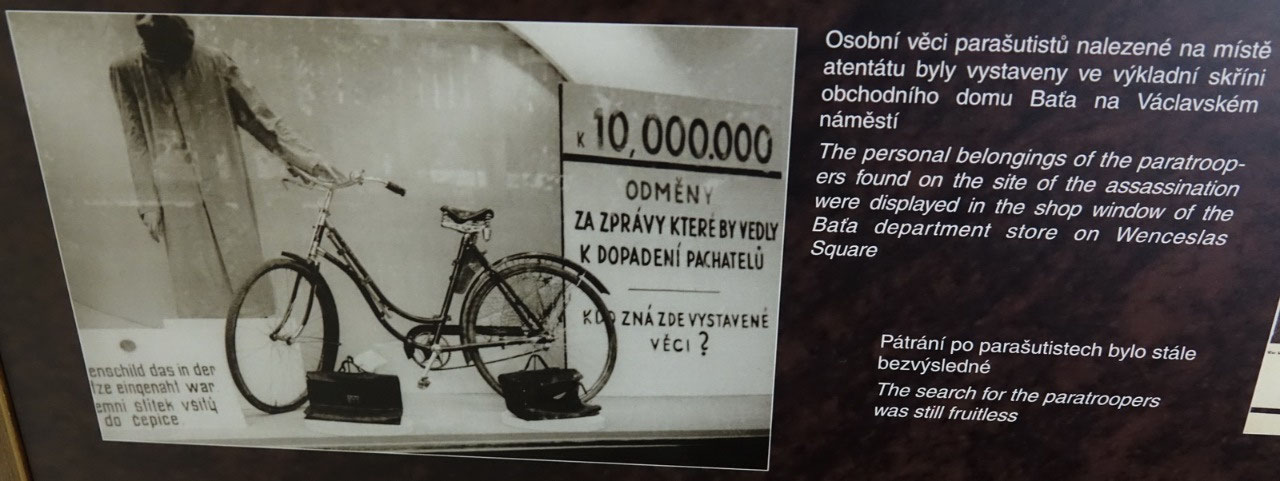 K 10,000.000
ODMĚNY
ZA ZPRÁVY KTERÉ BY VEDLY
K DOPADENÍ PACHATELŮ
KDO ZNÁ ZDE VYSTAVENÉ
VĚCI?
enschild das in der
tze eingenaht war
emní štítek všitý
do čepice
Osobní věci parašutistů nalezené na místě
atentátu byly vystaveny ve výkladní skříni
obchodního domu Baťa na Václavském
náměstí
The personal belongings of the paratroop-
ers found on the site of the assassination
were displayed in the shop window of the
Baťa department store on Wenceslas
Square
Pátrání po parašutistech bylo stále
bezvýsledné
The search for the paratroopers
was still fruitless